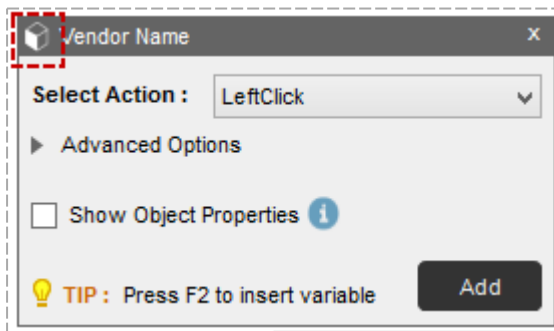 Vendor Name x
Select Action : LeftClick
Advanced Options
Show Object Properties i
TIP : Press F2 to insert variable
Add